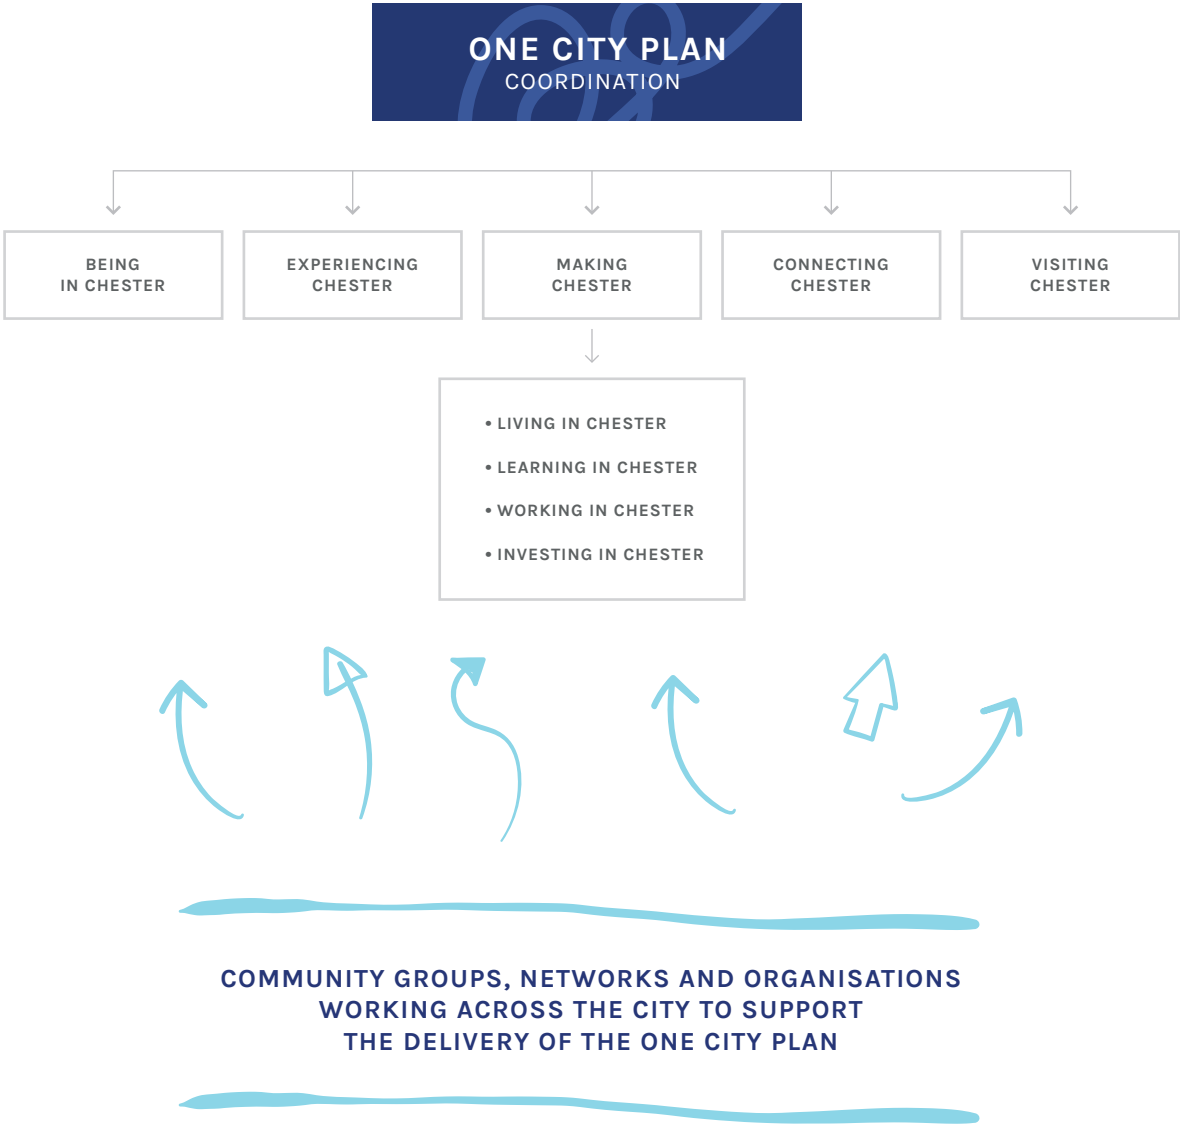 ONE CITY PLAN
COORDINATION
BEING
IN CHESTER
EXPERIENCING
CHESTER
MAKING
CHESTER
CONNECTING
CHESTER
VISITING
CHESTER
• LIVING IN CHESTER
• LEARNING IN CHESTER
• WORKING IN CHESTER
• INVESTING IN CHESTER
COMMUNITY GROUPS, NETWORKS AND ORGANISATIONS
WORKING ACROSS THE CITY TO SUPPORT
THE DELIVERY OF THE ONE CITY PLAN